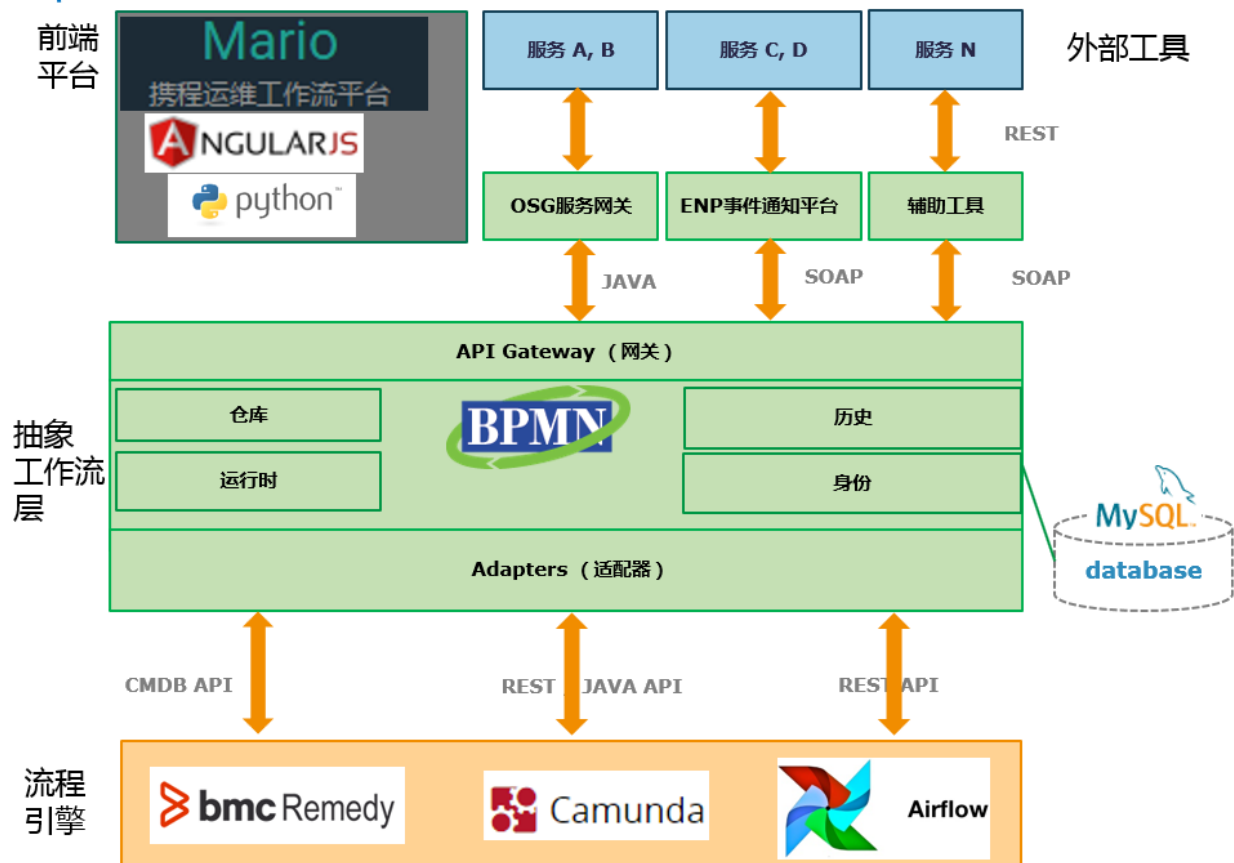 前端
平台
Mario
携程运维工作流平台
ANGULARJS
python™
服务 A, B
服务 C, D
服务 N
外部工具
REST
OSG服务网关
ENP事件通知平台
辅助工具
JAVA
SOAP
SOAP
API Gateway （网关）
抽象
工作流
层
仓库
BPMN
历史
运行时
身份
MySQL™
database
Adapters （适配器）
CMDB API
REST / JAVA API
REST API
流程
引擎
bmc Remedy
Camunda
Airflow